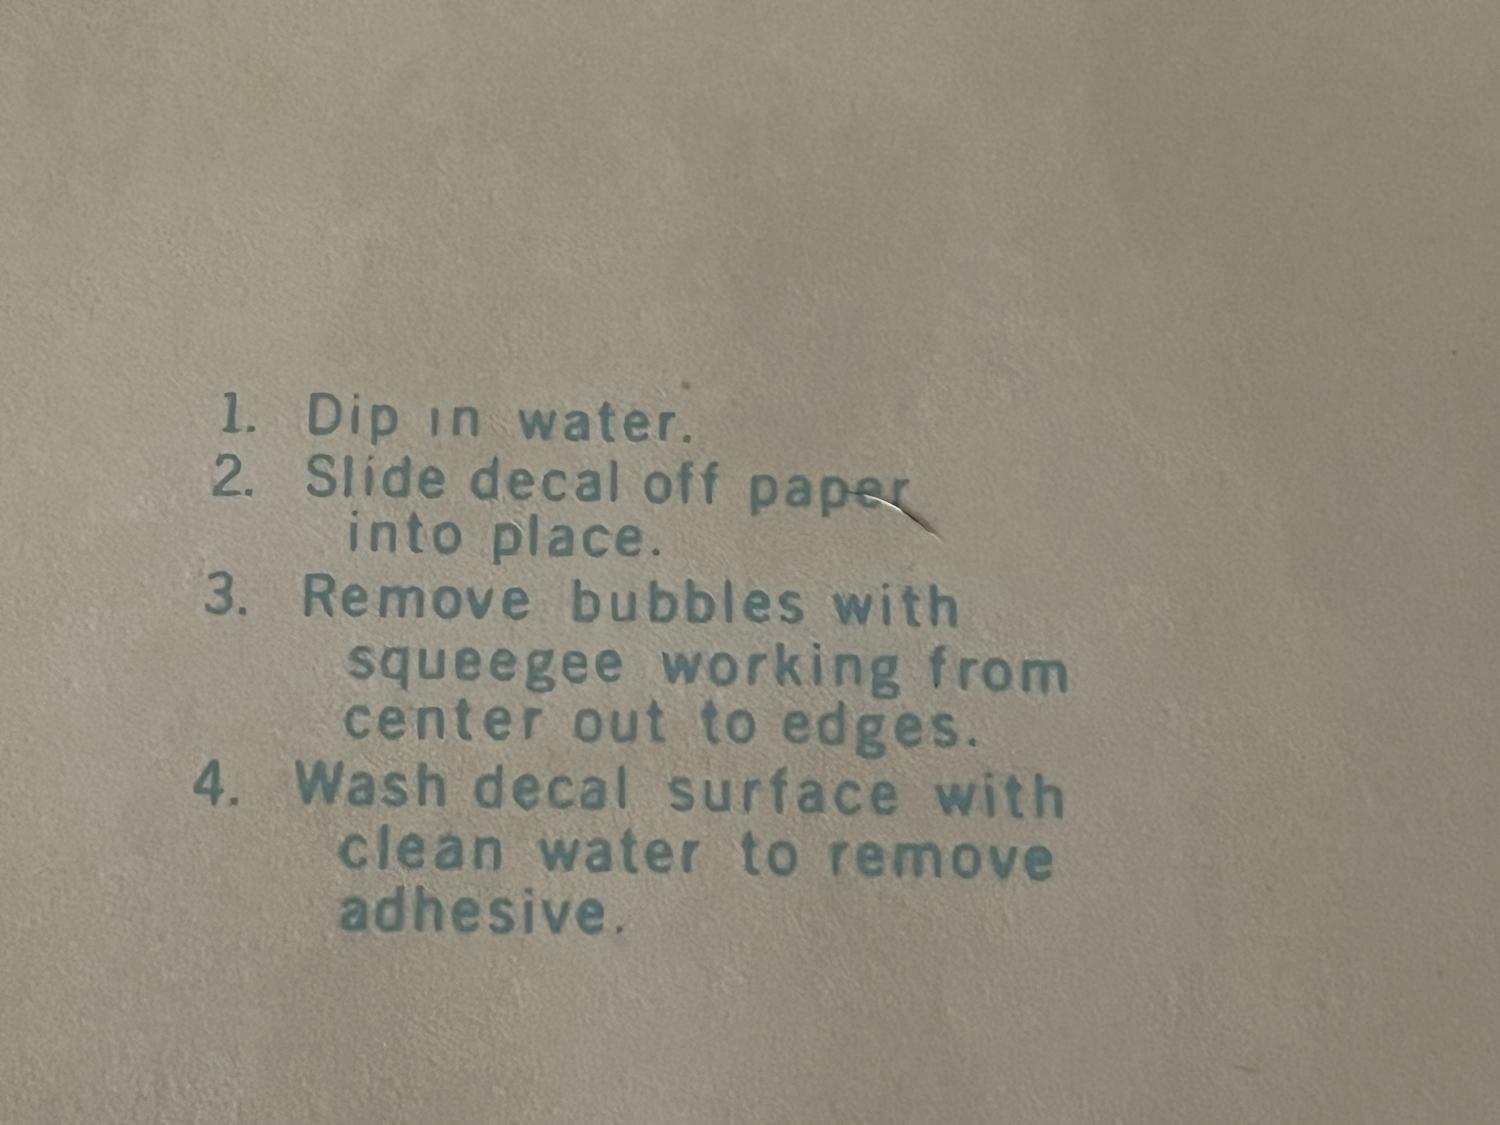 1. Dip in water.
2. Slide decal off paper
into place.
3. Remove bubbles with
squeegee working from
center out to edges.
4. Wash decal surface with
clean water to remove
adhesive.